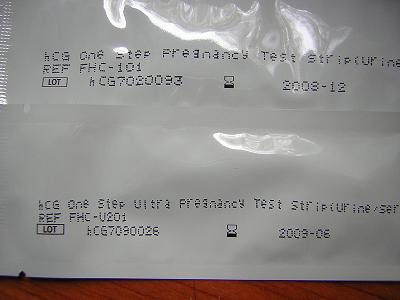 hCG One Step Pregnancy Test Strip(Urine
REF FHC-101
LOT hCG7020093 2008-12
hCG One Step Ultra Pregnancy Test Strip(Urine/ser
REF FHC-U201
LOT hCG7090026 2009-06